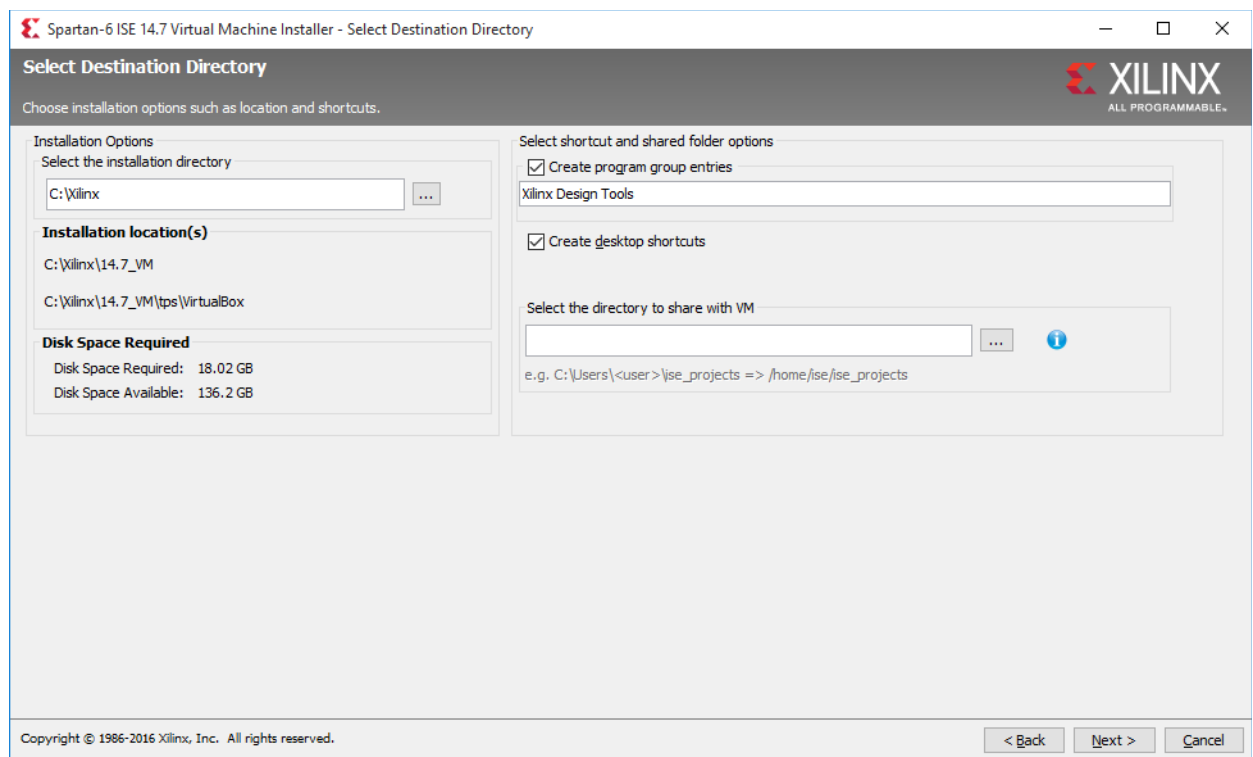 Spartan-6 ISE 14.7 Virtual Machine Installer - Select Destination Directory
Select Destination Directory
Choose installation options such as location and shortcuts.
XILINX
ALL PROGRAMMABLE™
Installation Options
Select the installation directory
C:\Xilinx
...
Installation location(s)
C:\Xilinx\14.7_VM
C:\Xilinx\14.7_VM\tps\VirtualBox
Disk Space Required
Disk Space Required: 18.02 GB
Disk Space Available: 136.2 GB
Select shortcut and shared folder options
Create program group entries
Xilinx Design Tools
Create desktop shortcuts
Select the directory to share with VM
...
e.g. C:\Users\<user>\ise_projects => /home/ise/ise_projects
Copyright © 1986-2016 Xilinx, Inc. All rights reserved.
< Back
Next >
Cancel